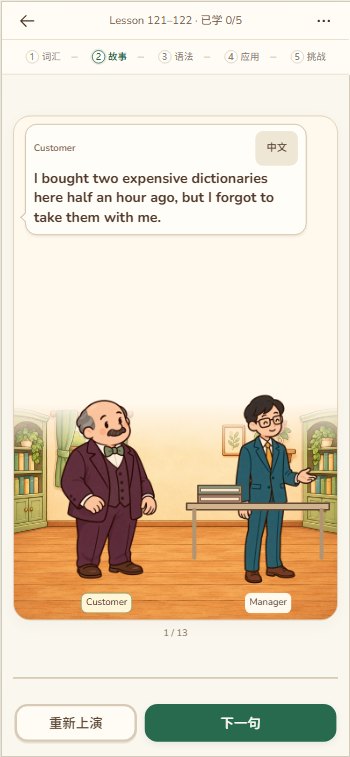 Lesson 121–122 · 已学 0/5
1 词汇 – 2 故事 – 3 语法 – 4 应用 – 5 挑战
Customer
中文
I bought two expensive dictionaries
here half an hour ago, but I forgot to
take them with me.
Customer
Manager
1 / 13
重新上演
下一句